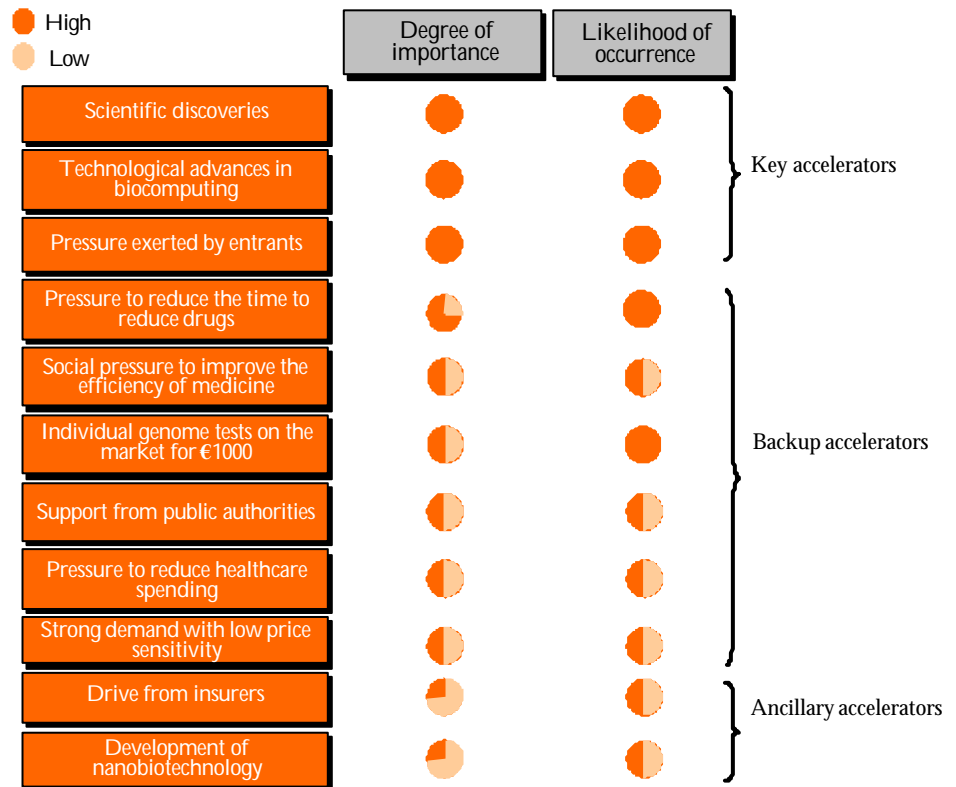 High
Low
Degree of
importance
Likelihood of
occurrence
Scientific discoveries
Technological advances in
biocomputing
Pressure exerted by entrants
Key accelerators
Pressure to reduce the time to
reduce drugs
Social pressure to improve the
efficiency of medicine
Individual genome tests on the
market for €1000
Support from public authorities
Pressure to reduce healthcare
spending
Strong demand with low price
sensitivity
Backup accelerators
Drive from insurers
Development of
nanobiotechnology
Ancillary accelerators